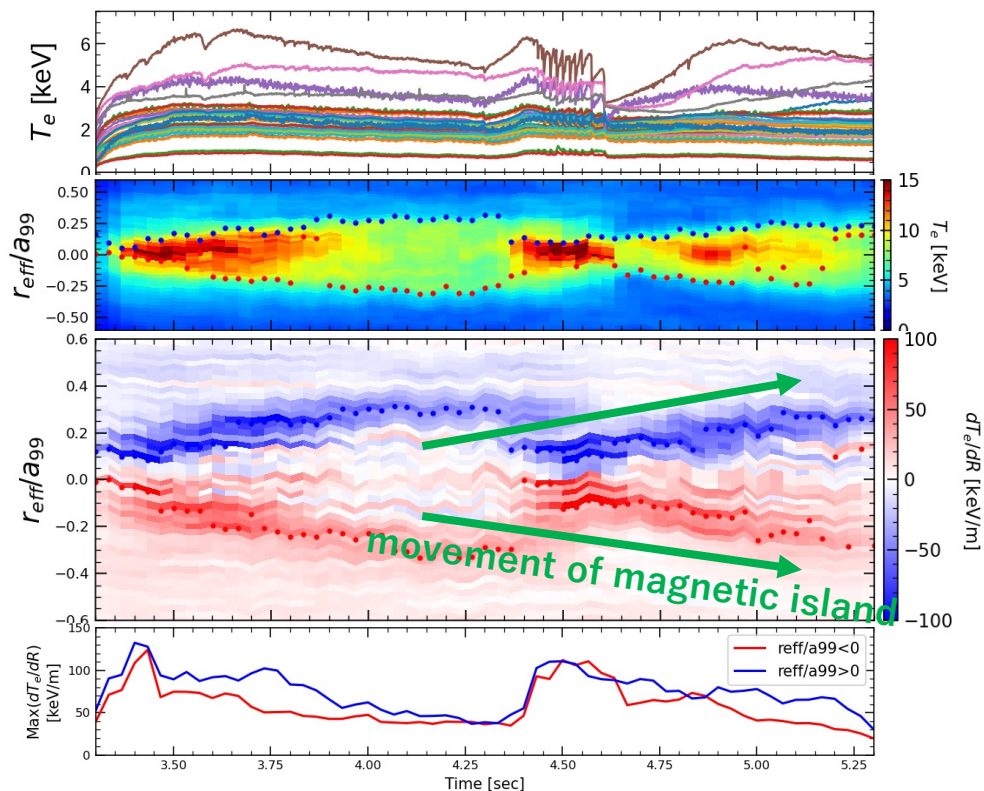 6
4
2
0
T_e [keV]
0.50
0.25
0.00
−0.25
−0.50
r_eff/a_99
15
10
5
0
T_e [keV]
0.6
0.4
0.2
0.0
−0.2
−0.4
−0.6
r_eff/a_99
movement of magnetic island
100
50
0
−50
−100
dT_e/dR [keV/m]
150
100
50
0
Max(dT_e/dR)
[keV/m]
reff/a99<0
reff/a99>0
3.50 3.75 4.00 4.25 4.50 4.75 5.00 5.25
Time [sec]